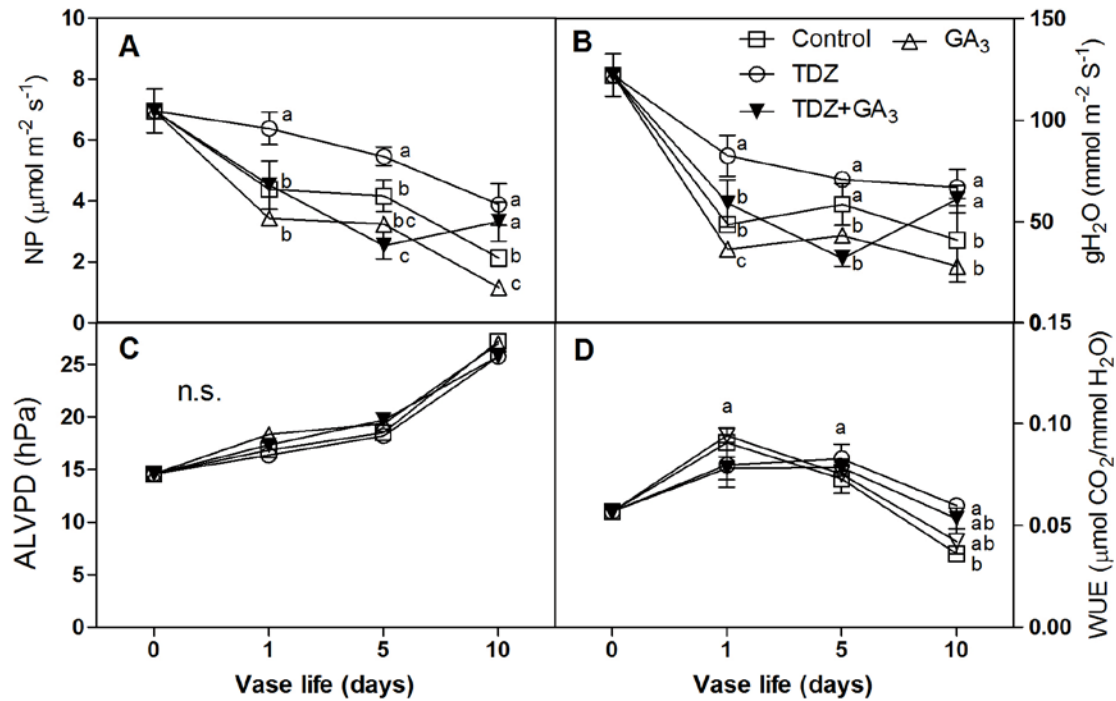 A
10
8
6
4
2
0
NP (μmol m⁻² s⁻¹)
a
b
b
a
b
bc
c
a
a
b
c
B
Control
GA₃
TDZ
TDZ+GA₃
150
100
50
0
gH₂O (mmol m⁻² S⁻¹)
a
b
b
c
a
a
b
b
a
a
b
b
C
n.s.
25
20
15
10
5
0
ALVPD (hPa)
0 1 5 10
Vase life (days)
D
0.15
0.10
0.05
0.00
WUE (μmol CO₂/mmol H₂O)
a
a
a
ab
ab
b
0 1 5 10
Vase life (days)